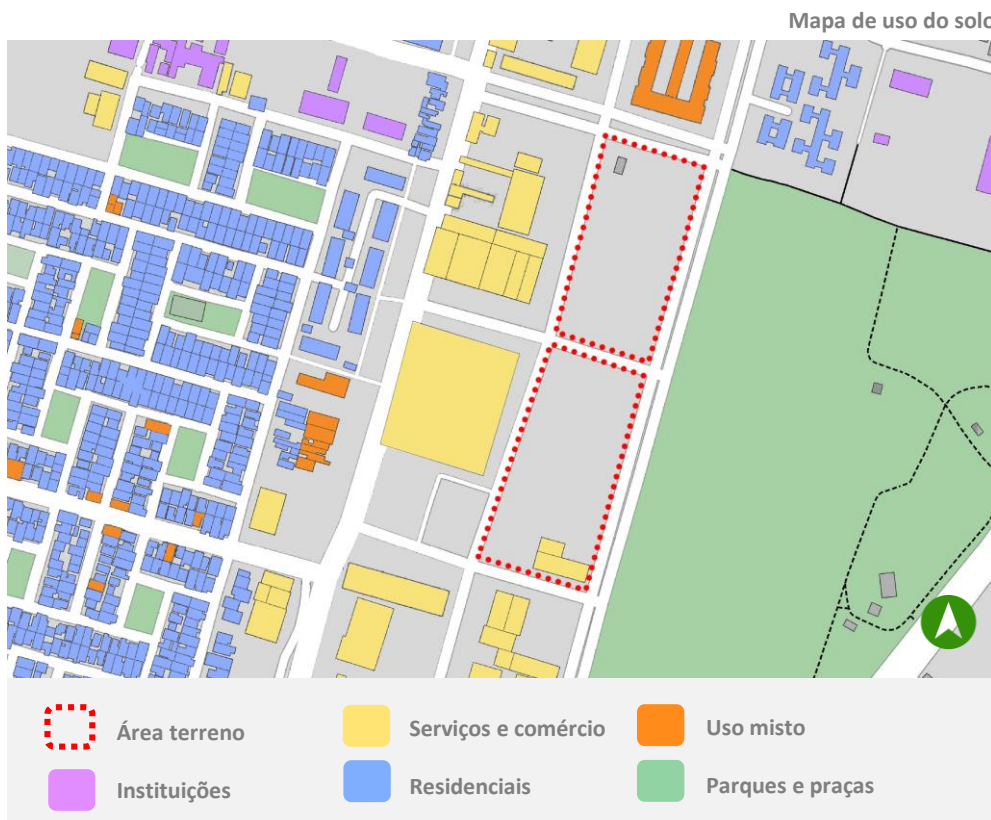 Mapa de uso do solo
Área terreno
Serviços e comércio
Uso misto
Instituições
Residenciais
Parques e praças